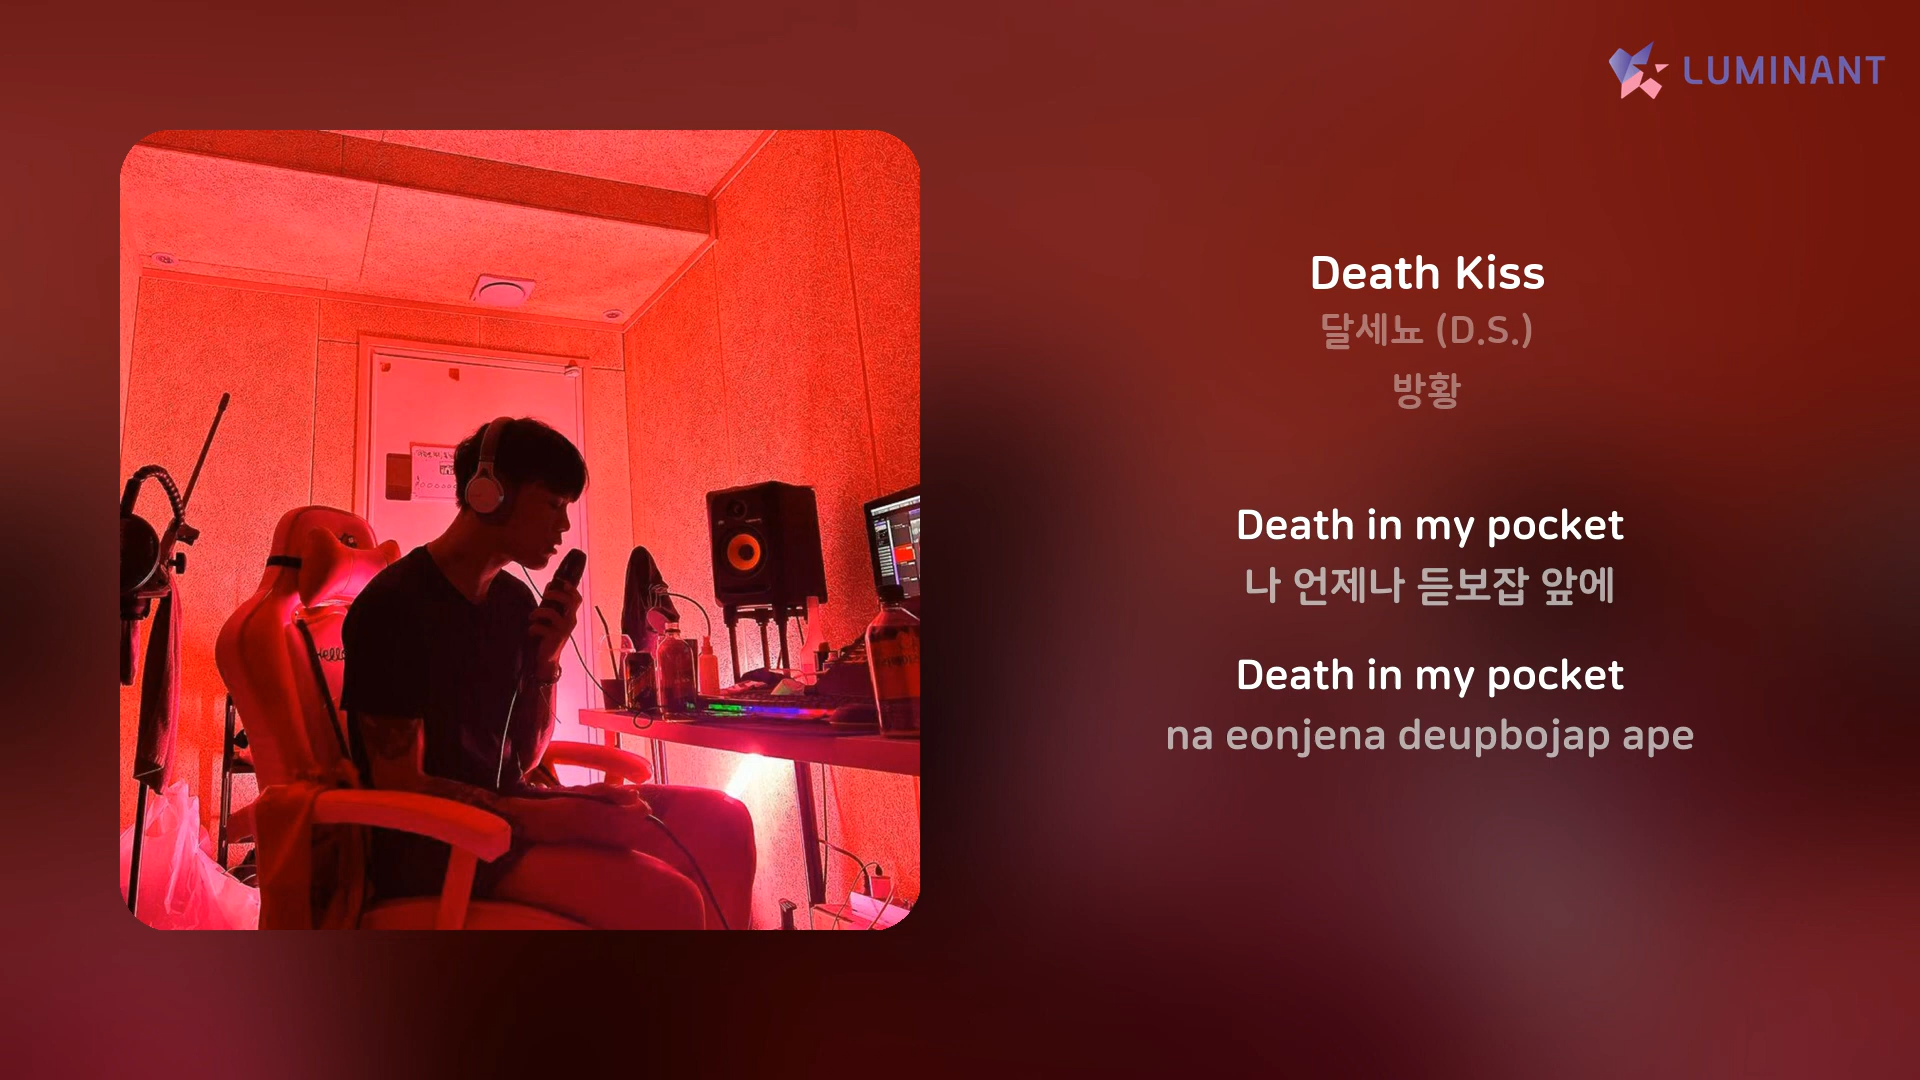 LUMINANT
Death Kiss
달세뇨 (D.S.)
방황
Death in my pocket
나 언제나 듣보잡 앞에
Death in my pocket
na eonjena deupbojap ape
Hello